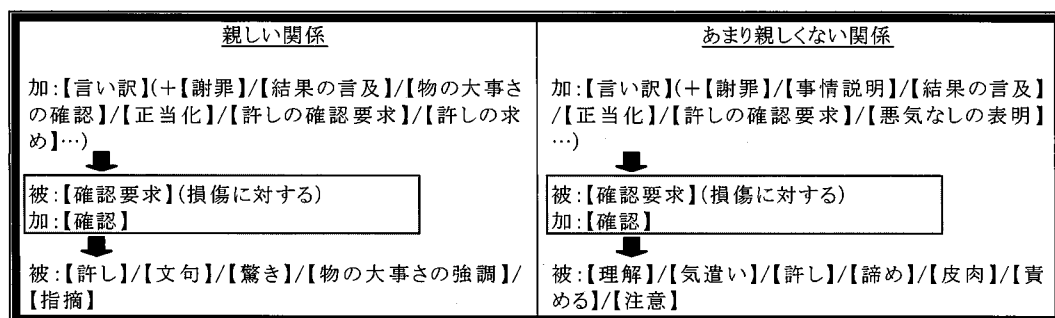 親しい関係
加:【言い訳】(+【謝罪】/【結果の言及】/【物の大事さ
の確認】/【正当化】/【許しの確認要求】/【許しの求
め】…)
被:【確認要求】(損傷に対する)
加:【確認】
被:【許し】/【文句】/【驚き】/【物の大事さの強調】/
【指摘】
あまり親しくない関係
加:【言い訳】(+【謝罪】/【事情説明】/【結果の言及】
/【正当化】/【許しの確認要求】/【悪気なしの表明】
…)
被:【確認要求】(損傷に対する)
加:【確認】
被:【理解】/【気遣い】/【許し】/【諦め】/【皮肉】/【責
める】/【注意】